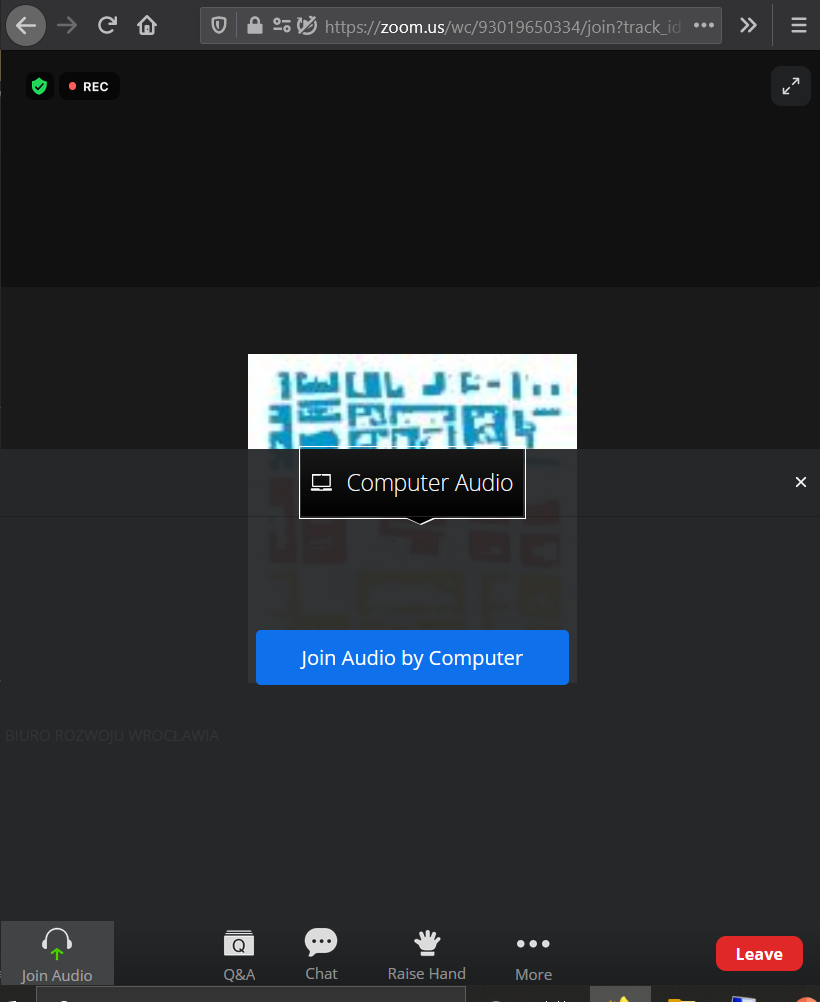 https://zoom.us/wc/93019650334/join?track_id
REC
Computer Audio
Join Audio by Computer
BIURO ROZWOJU WROCŁAWIA
Join Audio
Q
Q&A
Chat
Raise Hand
More
Leave